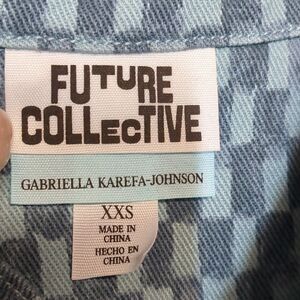 FUTURE
COLLECTIVE
GABRIELLA KAREFA-JOHNSON
XXS
MADE IN
CHINA
HECHO EN
CHINA